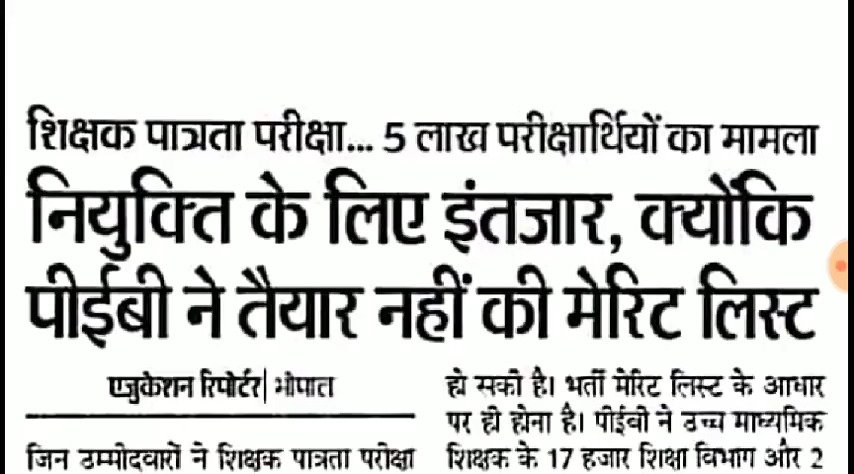 शिक्षक पात्रता परीक्षा... 5 लाख परीक्षार्थियों का मामला
नियुक्ति के लिए इंतजार, क्योंकि
पीईबी ने तैयार नहीं की मेरिट लिस्ट
एजुकेशन रिपोर्टर| भोपाल
जिन उम्मीदवारों ने शिक्षक पात्रता परीक्षा
हो सकी है। भर्ती मेरिट लिस्ट के आधार
पर ही होना है। पीईबी ने उच्च माध्यमिक
शिक्षक के 17 हजार शिक्षा विभाग और 2